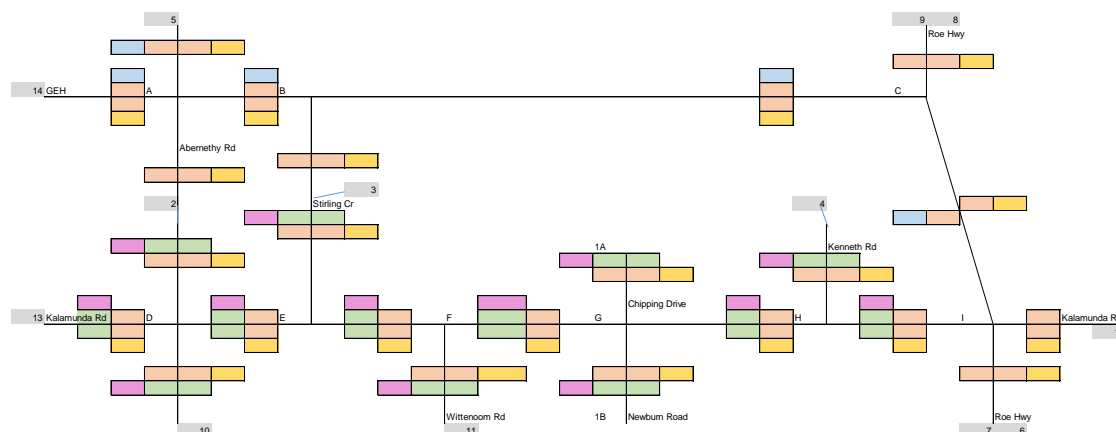 5
9 8
Roe Hwy
14 GEH A B C
Abernethy Rd
2 3 4
Stirling Cr
1A Kenneth Rd
Chipping Drive
13 Kalamunda Rd D E F G H I Kalamunda R
10 11 Wittenoom Rd 1B Newburn Road Roe Hwy
7 6